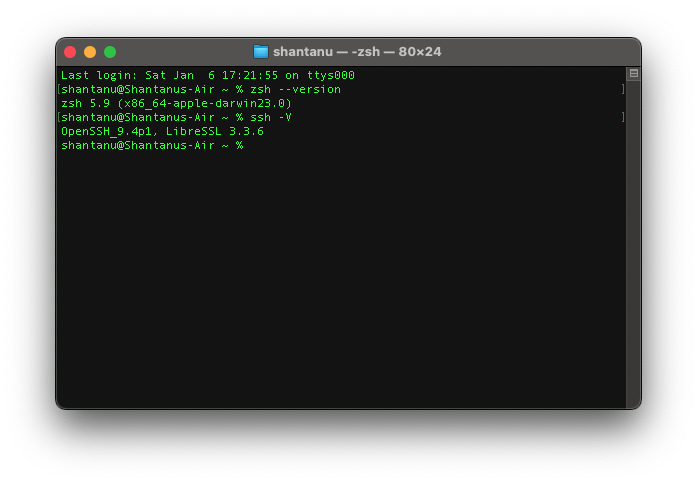 shantanu — -zsh — 80×24
Last login: Sat Jan  6 17:21:55 on ttys000
[shantanu@Shantanus-Air ~ % zsh --version ]
zsh 5.9 (x86_64-apple-darwin23.0)
[shantanu@Shantanus-Air ~ % ssh -V ]
OpenSSH_9.4p1, LibreSSL 3.3.6
shantanu@Shantanus-Air ~ %